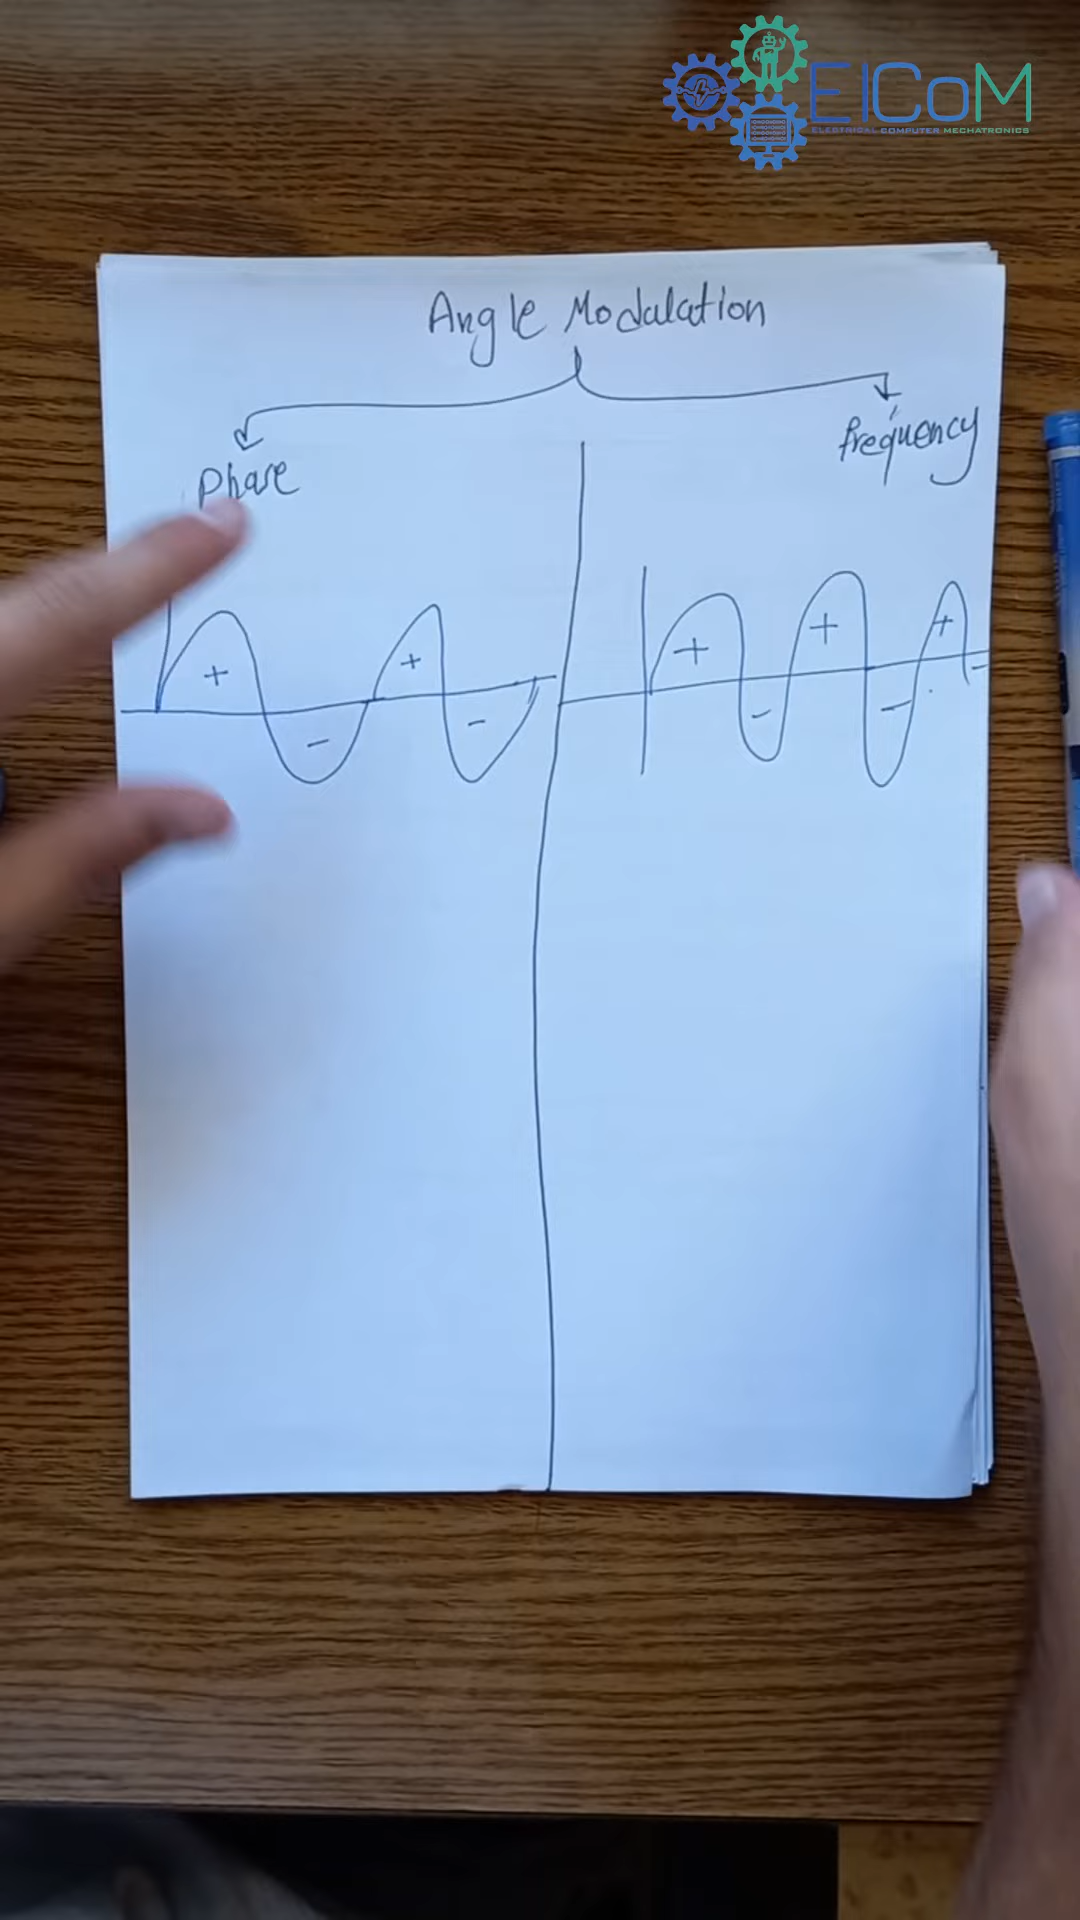 EICoM
ELECTRICAL COMPUTER MECHATRONICS
Angle Modulation
Phase
frequency
+ - + -
+ - + - + -